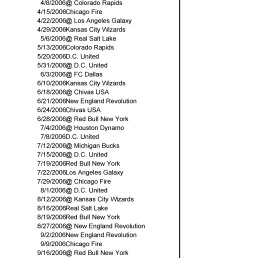 4/8/2006@ Colorado Rapids
4/15/2006Chicago Fire
4/22/2006@ Los Angeles Galaxy
4/29/2006Kansas City Wizards
5/6/2006@ Real Salt Lake
5/13/2006Colorado Rapids
5/20/2006D.C. United
5/31/2006@ D.C. United
6/3/2006@ FC Dallas
6/10/2006Kansas City Wizards
6/18/2006@ Chivas USA
6/21/2006New England Revolution
6/24/2006Chivas USA
6/28/2006@ Red Bull New York
7/4/2006@ Houston Dynamo
7/8/2006D.C. United
7/12/2006@ Michigan Bucks
7/15/2006@ D.C. United
7/19/2006Red Bull New York
7/22/2006Los Angeles Galaxy
7/29/2006@ Chicago Fire
8/1/2006@ D.C. United
8/12/2006@ Kansas City Wizards
8/16/2006Real Salt Lake
8/19/2006Red Bull New York
8/27/2006@ New England Revolution
9/2/2006New England Revolution
9/9/2006Chicago Fire
9/16/2006@ Red Bull New York